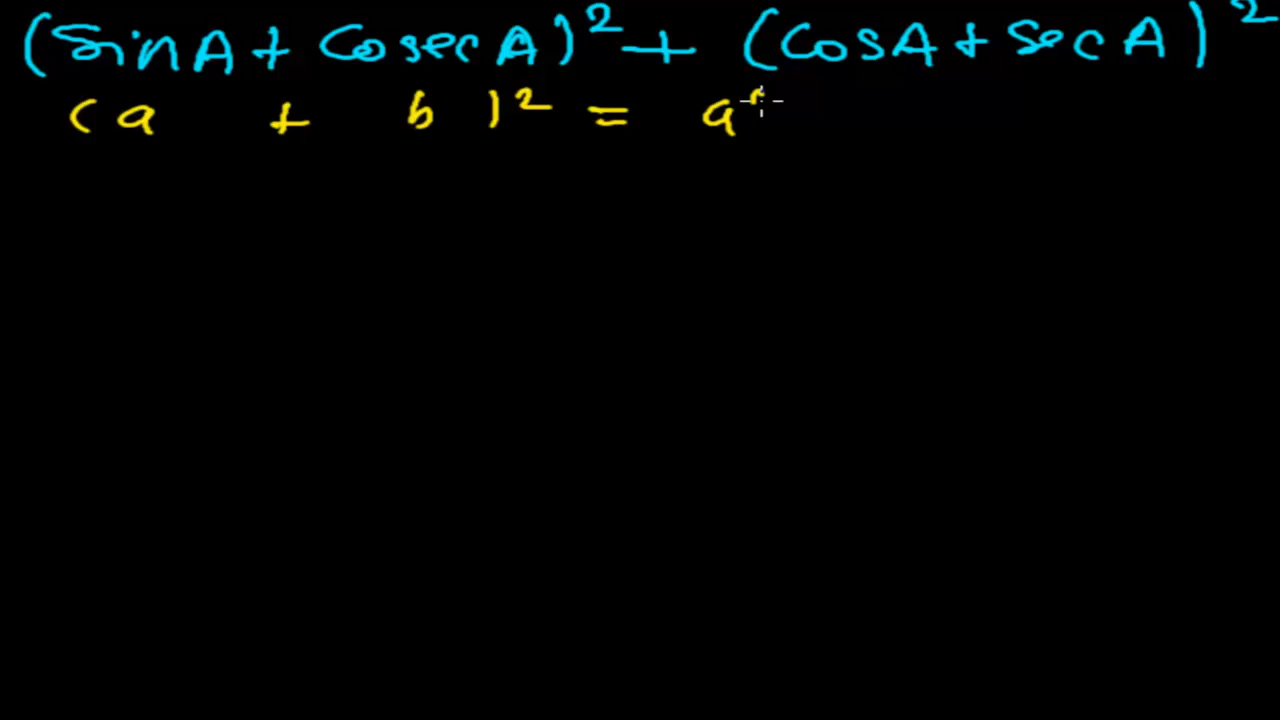 (SinA + CosecA)² + (CosA + SecA)²
(a + b)² = a